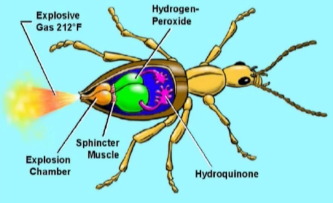 Explosive
Gas 212°F
Hydrogen-
Peroxide
Explosion
Chamber
Sphincter
Muscle
Hydroquinone